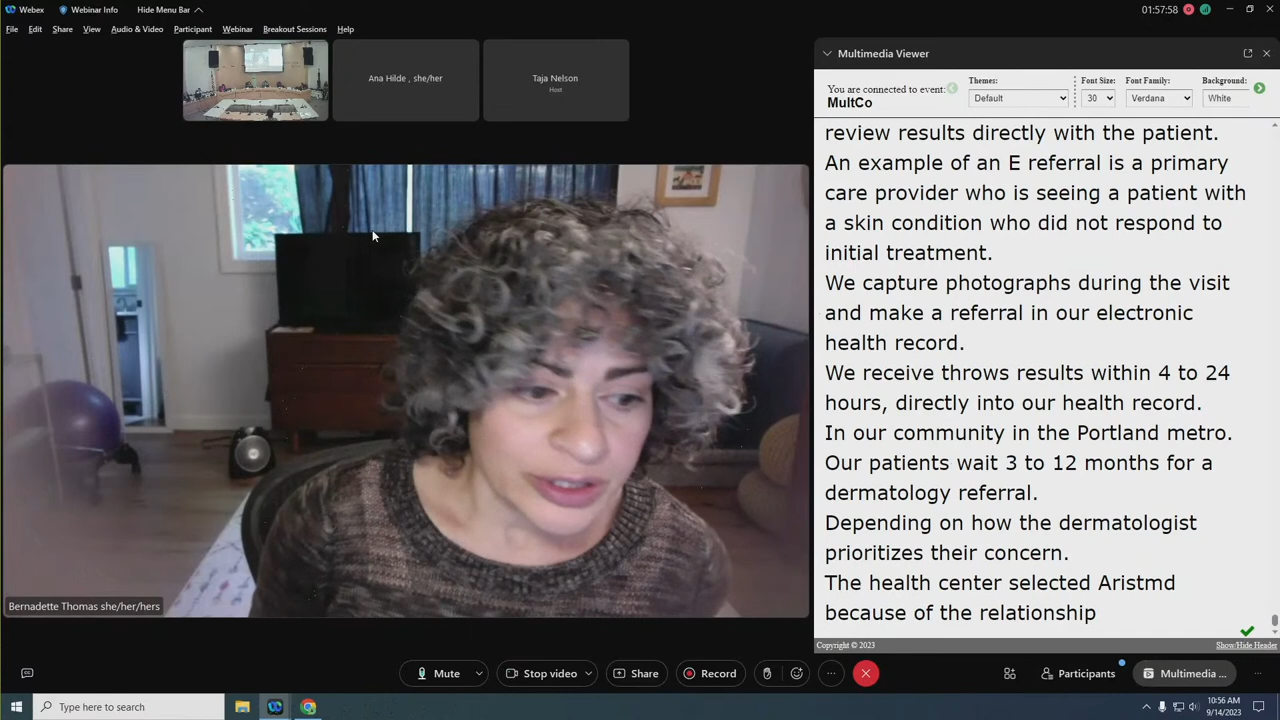 Webex
Webinar Info
Hide Menu Bar
01:57:58
File Edit Share View Audio & Video Participant Webinar Breakout Sessions Help
Ana Hilde , she/her
Taja Nelson
Host
Bernadette Thomas she/her/hers
Multimedia Viewer
You are connected to event:
MultCo
Themes:
Default
Font Size:
30
Font Family:
Verdana
Background:
White
review results directly with the patient.
An example of an E referral is a primary
care provider who is seeing a patient with
a skin condition who did not respond to
initial treatment.
We capture photographs during the visit
and make a referral in our electronic
health record.
We receive throws results within 4 to 24
hours, directly into our health record.
In our community in the Portland metro.
Our patients wait 3 to 12 months for a
dermatology referral.
Depending on how the dermatologist
prioritizes their concern.
The health center selected Aristmd
because of the relationship
Copyright © 2023
Show/Hide Header
Mute
Stop video
Share
Record
Participants
Multimedia ...
Type here to search
10:56 AM
9/14/2023